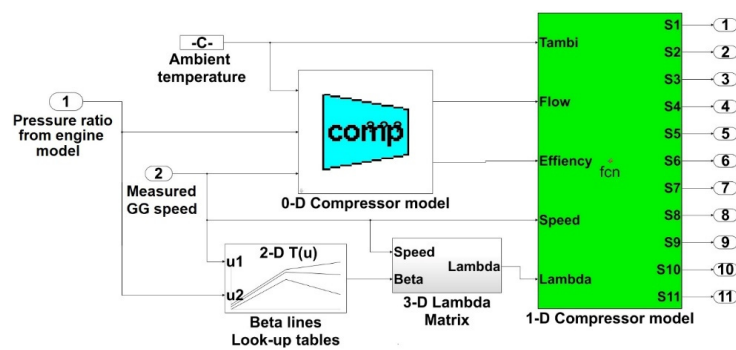 -C-
Ambient
temperature
1
Pressure ratio
from engine
model
2
Measured
GG speed
comp
0-D Compressor model
2-D T(u)
u1
u2
Beta lines
Look-up tables
Speed
Beta
Lambda
3-D Lambda
Matrix
Tambi
Flow
Effiency
Speed
Lambda
fcn
S1
S2
S3
S4
S5
S6
S7
S8
S9
S10
S11
1-D Compressor model
1
2
3
4
5
6
7
8
9
10
11